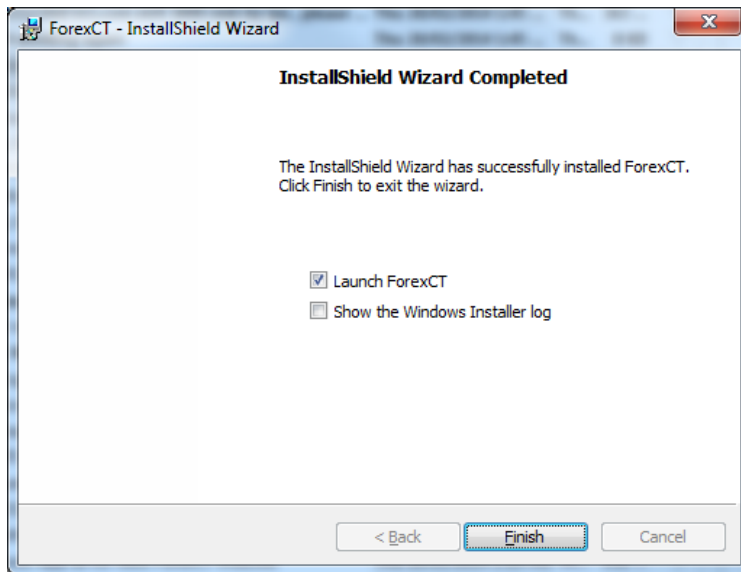 ForexCT - InstallShield Wizard
InstallShield Wizard Completed
The InstallShield Wizard has successfully installed ForexCT.
Click Finish to exit the wizard.
Launch ForexCT
Show the Windows Installer log
< Back
Finish
Cancel